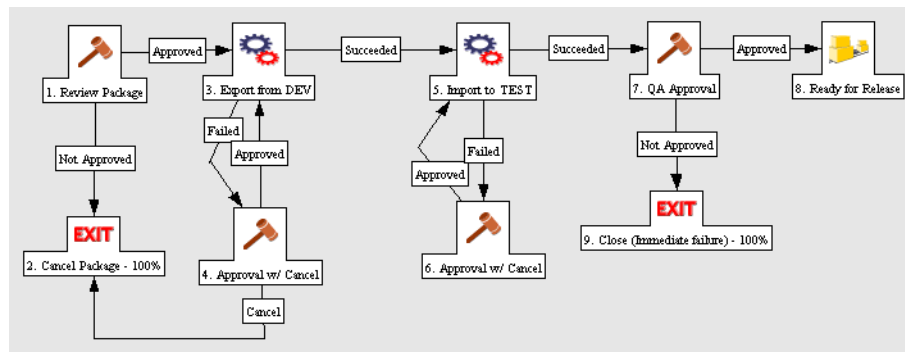 Approved
Succeeded
Succeeded
Approved
1. Review Package
3. Export from DEV
5. Import to TEST
7. QA Approval
8. Ready for Release
Failed
Approved
Not Approved
Failed
Approved
Not Approved
EXIT
2. Cancel Package - 100%
4. Approval w/ Cancel
6. Approval w/ Cancel
EXIT
9. Close (Immediate failure) - 100%
Cancel